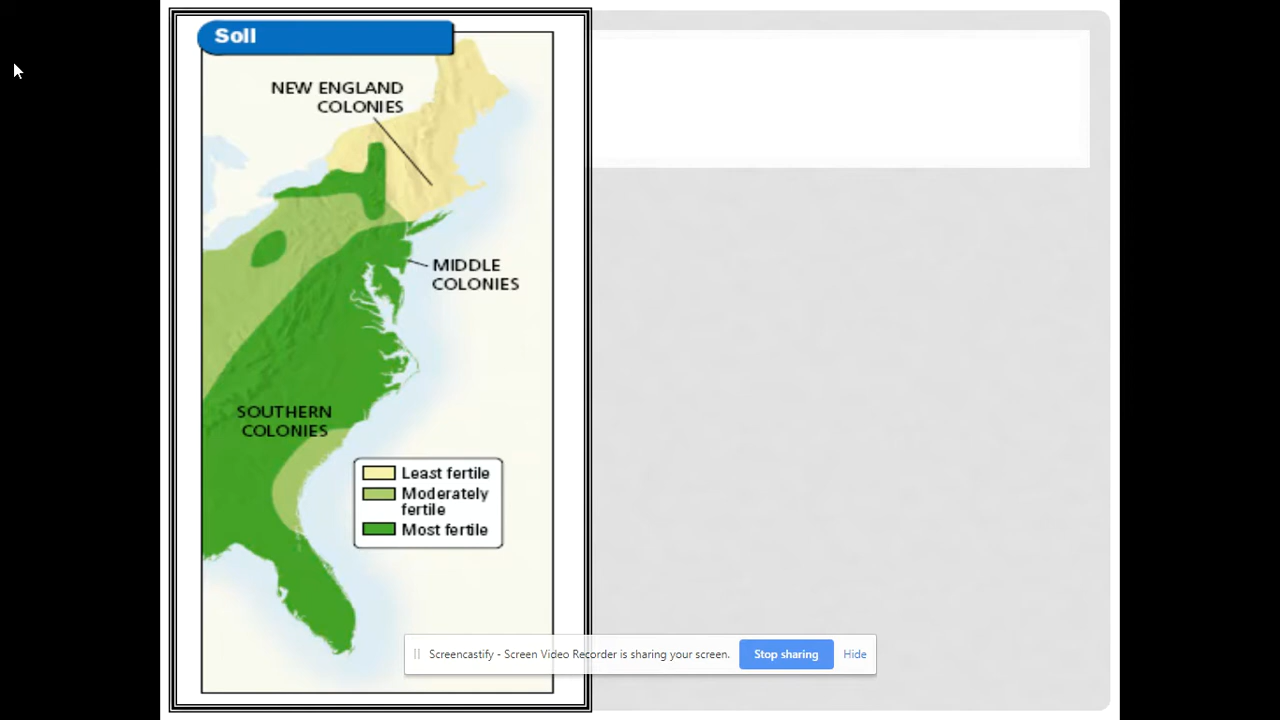 Soil
NEW ENGLAND
COLONIES
MIDDLE
COLONIES
SOUTHERN
COLONIES
Least fertile
Moderately
fertile
Most fertile
Screencastify - Screen Video Recorder is sharing your screen.
Stop sharing
Hide